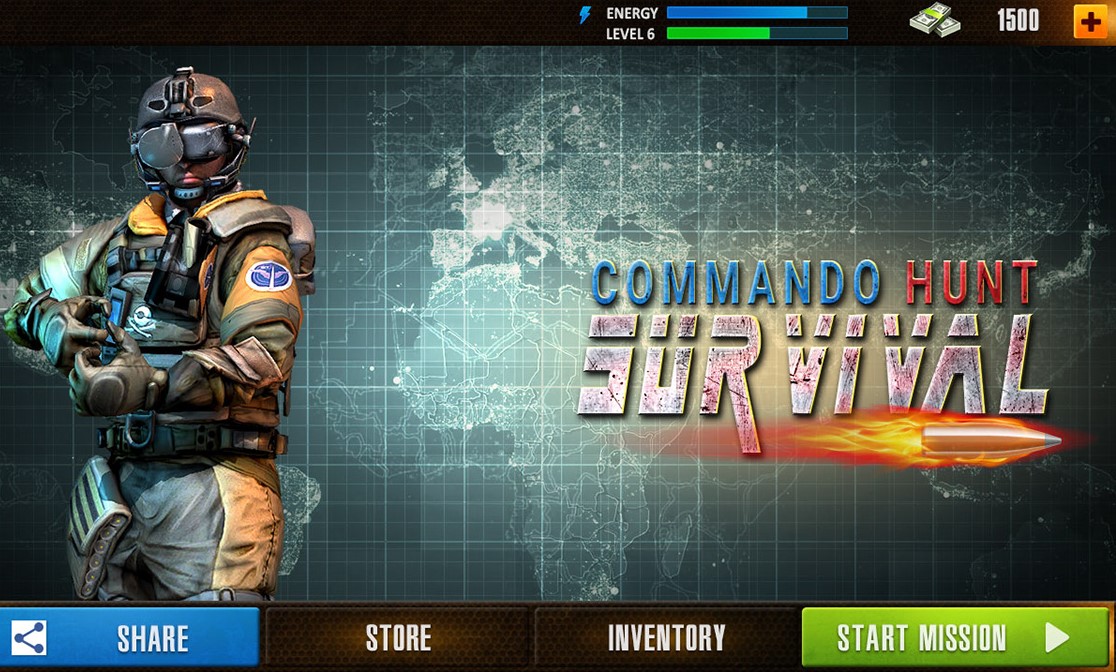 ENERGY
LEVEL 6
1500
COMMANDO HUNT
SURVIVAL
SHARE
STORE
INVENTORY
START MISSION